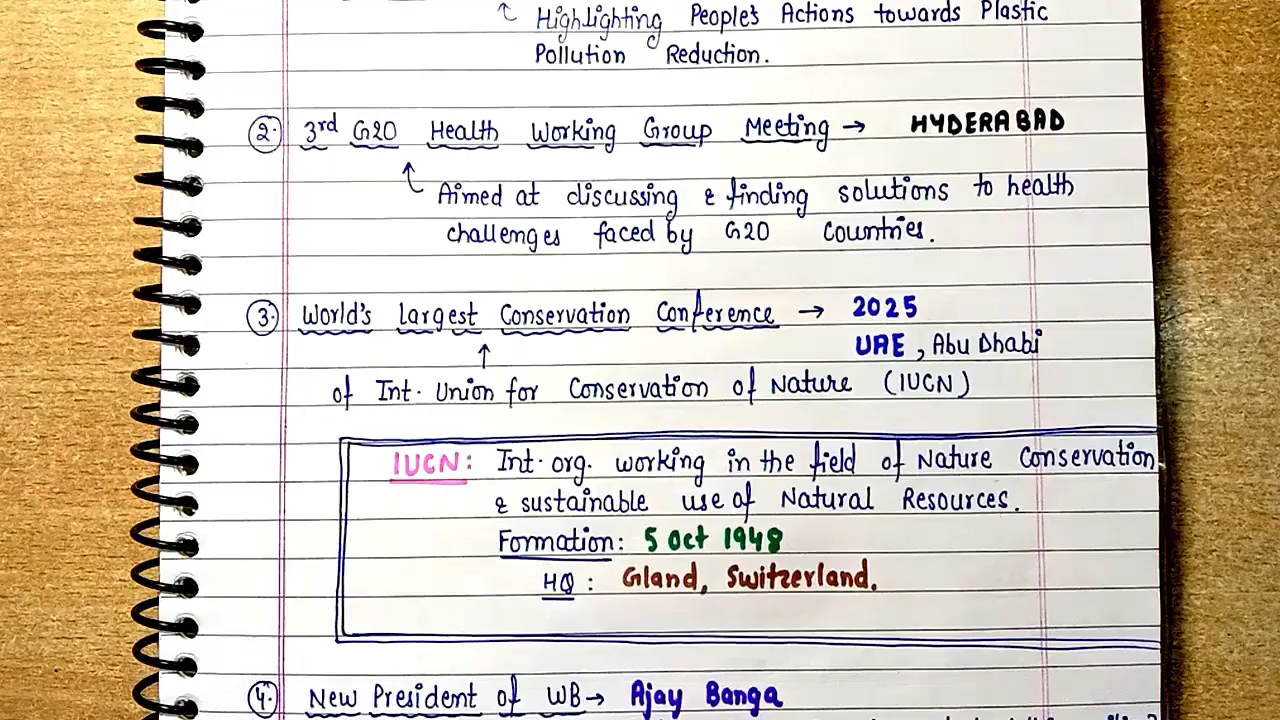 Highlighting People's Actions towards Plastic
Pollution Reduction.
2. 3rd G20 Health Working Group Meeting → HYDERABAD
Aimed at discussing & finding solutions to health
challenges faced by G20 Countries.
3. World's Largest Conservation Conference → 2025
UAE, Abu Dhabi
of Int. Union for Conservation of Nature (IUCN)
IUCN: Int. org. working in the field of Nature Conservation
& sustainable use of Natural Resources.
Formation: 5 Oct 1948
HQ: Gland, Switzerland.
4. New President of WB → Ajay Banga